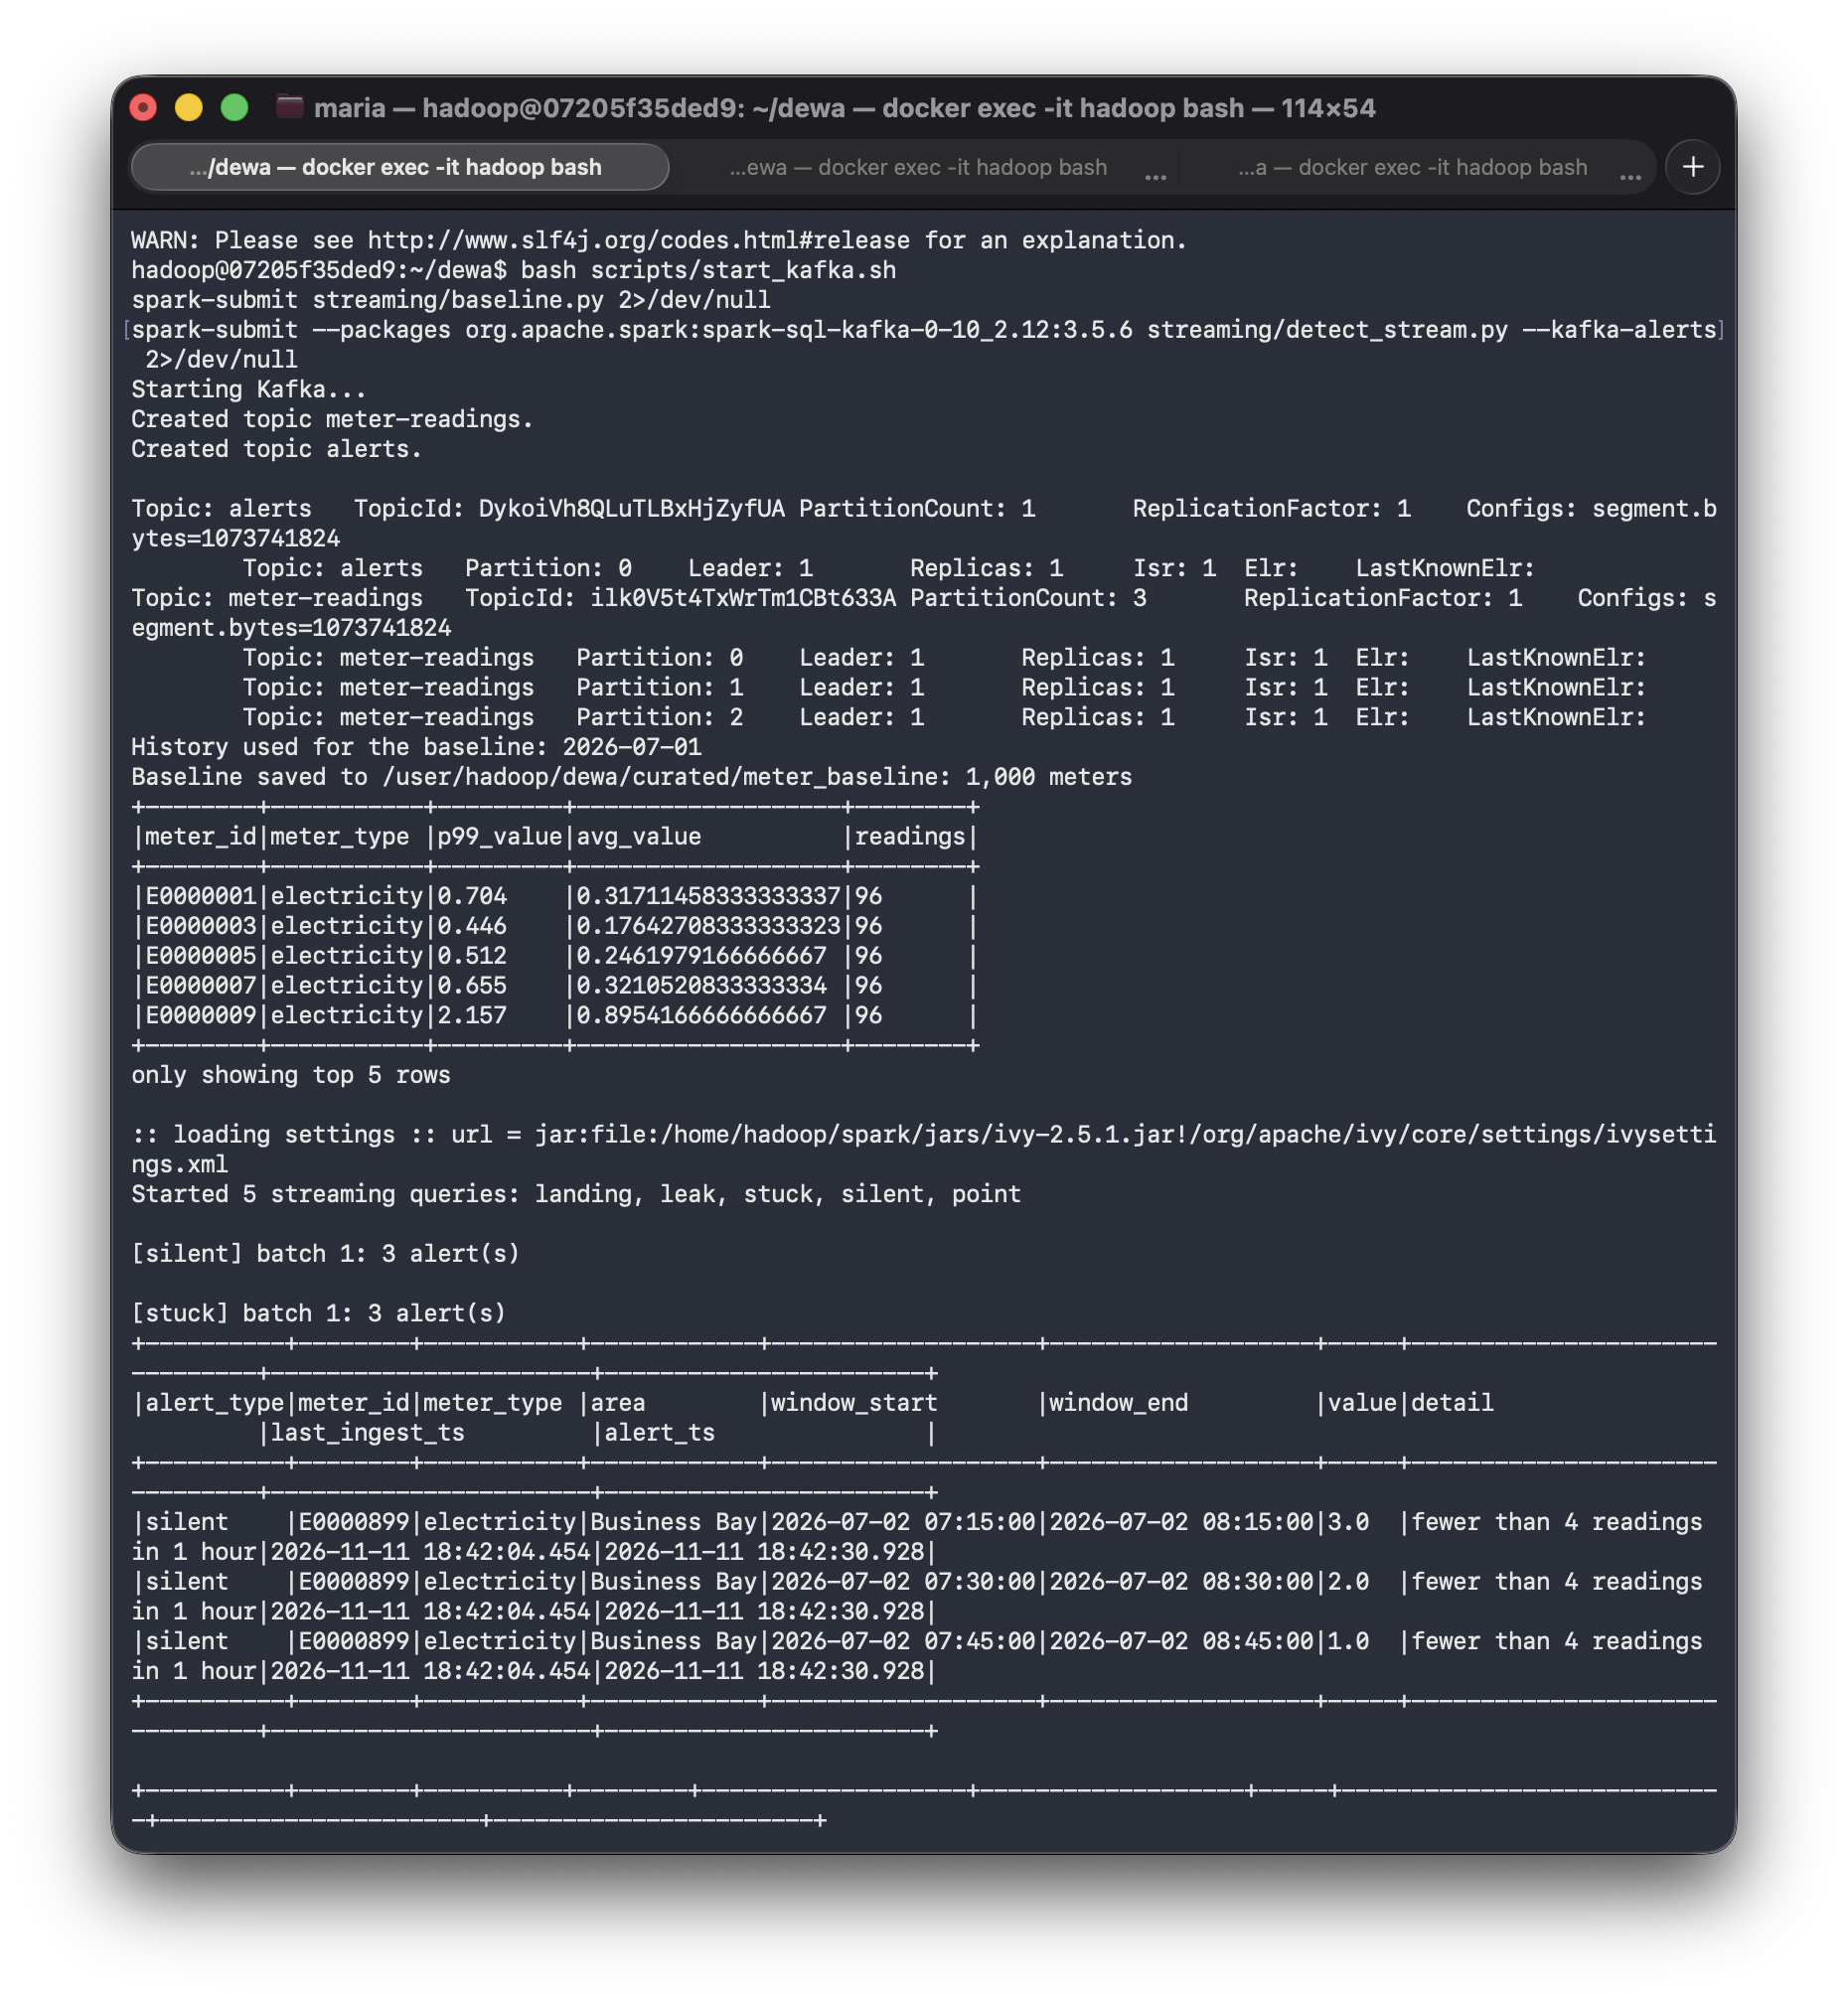 maria — hadoop@07205f35ded9: ~/dewa — docker exec -it hadoop bash — 114×54
.../dewa — docker exec -it hadoop bash ...ewa — docker exec -it hadoop bash ... ...a — docker exec -it hadoop bash ... +
WARN: Please see http://www.slf4j.org/codes.html#release for an explanation.
hadoop@07205f35ded9:~/dewa$ bash scripts/start_kafka.sh
spark-submit streaming/baseline.py 2>/dev/null
[spark-submit --packages org.apache.spark:spark-sql-kafka-0-10_2.12:3.5.6 streaming/detect_stream.py --kafka-alerts]
 2>/dev/null
Starting Kafka...
Created topic meter-readings.
Created topic alerts.

Topic: alerts   TopicId: DykoiVh8QLuTLBxHjZyfUA PartitionCount: 1       ReplicationFactor: 1    Configs: segment.b
ytes=1073741824
        Topic: alerts   Partition: 0    Leader: 1       Replicas: 1     Isr: 1  Elr:    LastKnownElr:
Topic: meter-readings   TopicId: ilk0V5t4TxWrTm1CBt633A PartitionCount: 3       ReplicationFactor: 1    Configs: s
egment.bytes=1073741824
        Topic: meter-readings   Partition: 0    Leader: 1       Replicas: 1     Isr: 1  Elr:    LastKnownElr:
        Topic: meter-readings   Partition: 1    Leader: 1       Replicas: 1     Isr: 1  Elr:    LastKnownElr:
        Topic: meter-readings   Partition: 2    Leader: 1       Replicas: 1     Isr: 1  Elr:    LastKnownElr:
History used for the baseline: 2026-07-01
Baseline saved to /user/hadoop/dewa/curated/meter_baseline: 1,000 meters
+--------+-----------+---------+-------------------+--------+
|meter_id|meter_type |p99_value|avg_value          |readings|
+--------+-----------+---------+-------------------+--------+
|E0000001|electricity|0.704    |0.31711458333333337|96      |
|E0000003|electricity|0.446    |0.17642708333333323|96      |
|E0000005|electricity|0.512    |0.2461979166666667 |96      |
|E0000007|electricity|0.655    |0.3210520833333334 |96      |
|E0000009|electricity|2.157    |0.8954166666666667 |96      |
+--------+-----------+---------+-------------------+--------+
only showing top 5 rows

:: loading settings :: url = jar:file:/home/hadoop/spark/jars/ivy-2.5.1.jar!/org/apache/ivy/core/settings/ivysetti
ngs.xml
Started 5 streaming queries: landing, leak, stuck, silent, point

[silent] batch 1: 3 alert(s)

[stuck] batch 1: 3 alert(s)
+----------+--------+-----------+------------+-------------------+-------------------+-----+----------------------
---------+-----------------------+-----------------------+
|alert_type|meter_id|meter_type |area        |window_start       |window_end         |value|detail
         |last_ingest_ts         |alert_ts               |
+----------+--------+-----------+------------+-------------------+-------------------+-----+----------------------
---------+-----------------------+-----------------------+
|silent    |E0000899|electricity|Business Bay|2026-07-02 07:15:00|2026-07-02 08:15:00|3.0  |fewer than 4 readings
in 1 hour|2026-11-11 18:42:04.454|2026-11-11 18:42:30.928|
|silent    |E0000899|electricity|Business Bay|2026-07-02 07:30:00|2026-07-02 08:30:00|2.0  |fewer than 4 readings
in 1 hour|2026-11-11 18:42:04.454|2026-11-11 18:42:30.928|
|silent    |E0000899|electricity|Business Bay|2026-07-02 07:45:00|2026-07-02 08:45:00|1.0  |fewer than 4 readings
in 1 hour|2026-11-11 18:42:04.454|2026-11-11 18:42:30.928|
+----------+--------+-----------+------------+-------------------+-------------------+-----+----------------------
---------+-----------------------+-----------------------+

+----------+--------+----------+--------+-------------------+-------------------+-----+---------------------------
-+-----------------------+-----------------------+